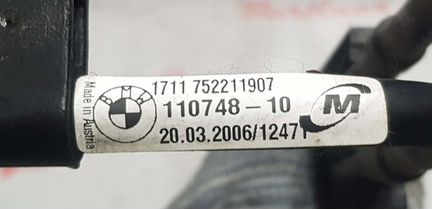 Made in
Austria
1711 752211907
110748-10
M
20.03.2006/12471